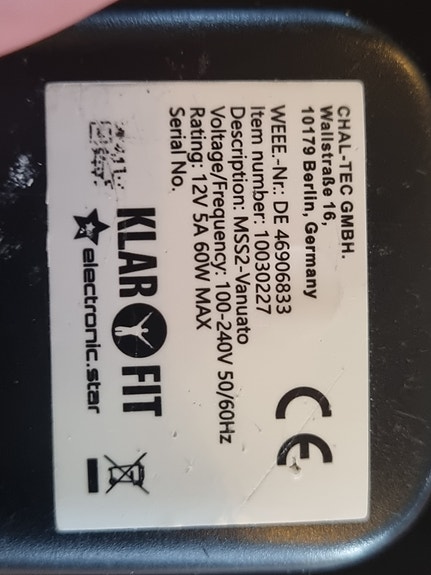 CHAL-TEC GMBH.
Wallstraße 16,
10179 Berlin, Germany
WEEE.-Nr.: DE 46906833
Item number: 10030227
Description: MSS2-Vanuato
Voltage/Frequency: 100-240V 50/60Hz
Rating: 12V 5A 60W MAX
Serial No.
CE
KLAR FIT
electronic.star